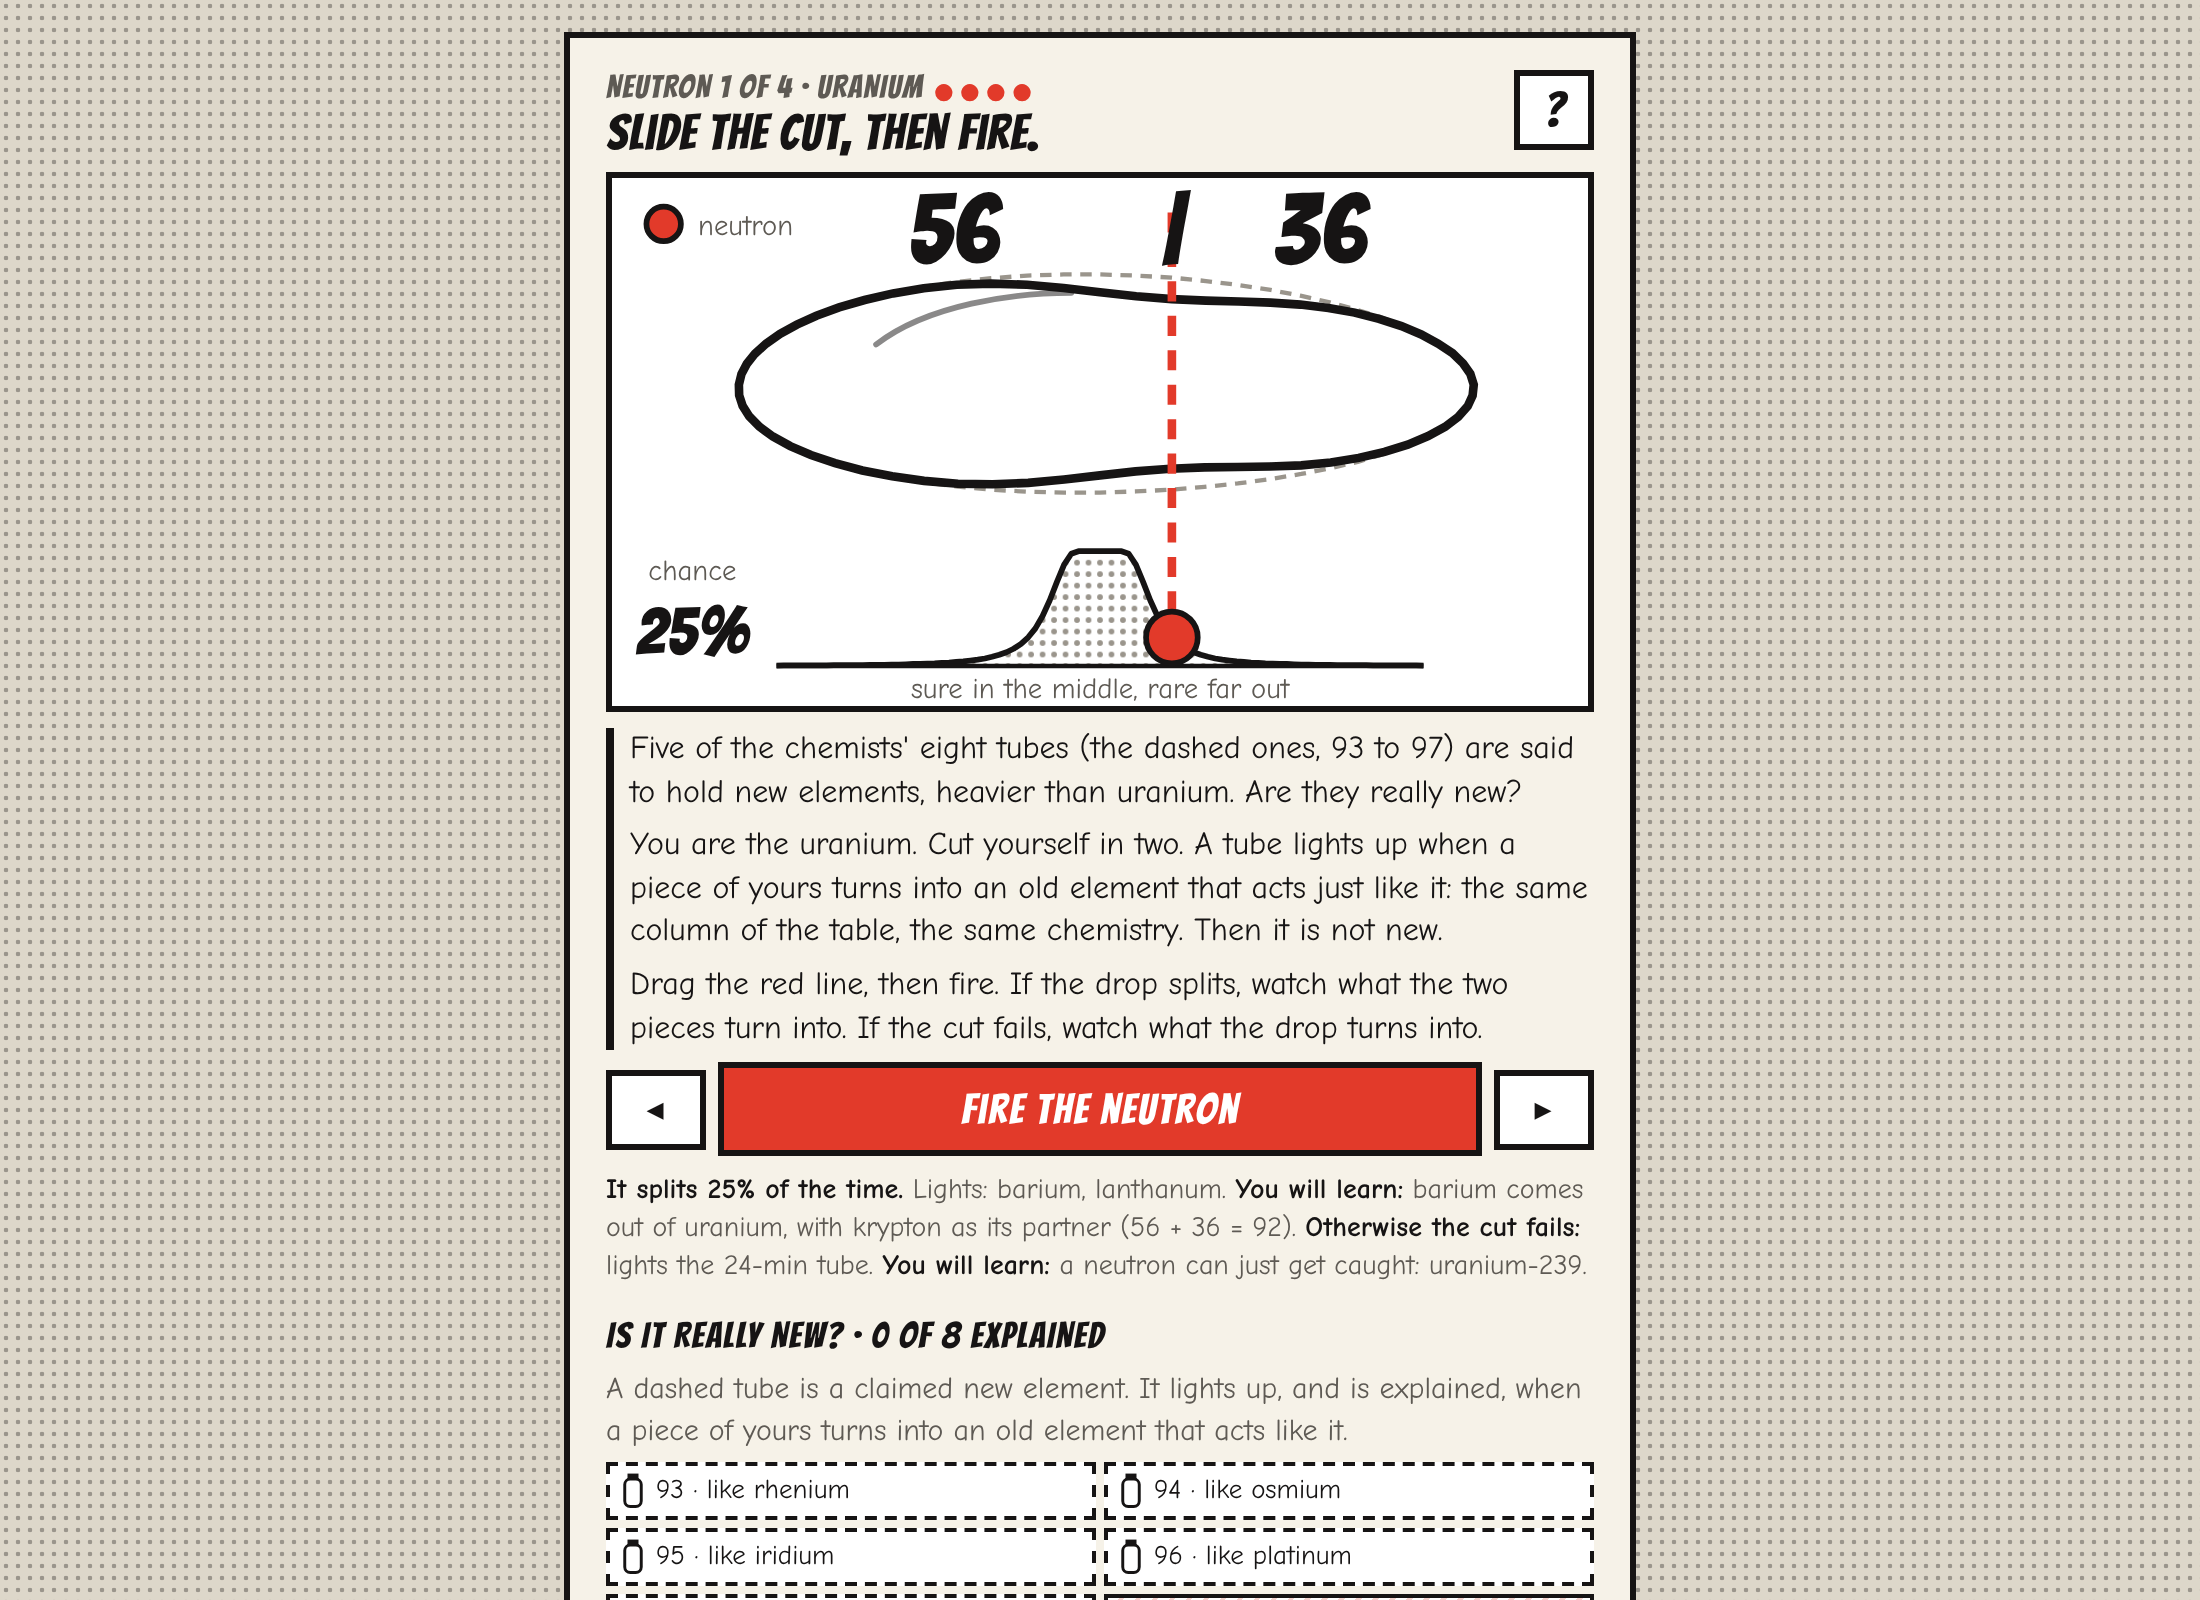 NEUTRON 1 OF 4 · URANIUM
SLIDE THE CUT, THEN FIRE.
?
neutron
56 / 36
chance
25%
sure in the middle, rare far out
Five of the chemists' eight tubes (the dashed ones, 93 to 97) are said
to hold new elements, heavier than uranium. Are they really new?
You are the uranium. Cut yourself in two. A tube lights up when a
piece of yours turns into an old element that acts just like it: the same
column of the table, the same chemistry. Then it is not new.
Drag the red line, then fire. If the drop splits, watch what the two
pieces turn into. If the cut fails, watch what the drop turns into.
◄ FIRE THE NEUTRON ►
It splits 25% of the time. Lights: barium, lanthanum. You will learn: barium comes
out of uranium, with krypton as its partner (56 + 36 = 92). Otherwise the cut fails:
lights the 24-min tube. You will learn: a neutron can just get caught: uranium-239.
IS IT REALLY NEW? · 0 OF 8 EXPLAINED
A dashed tube is a claimed new element. It lights up, and is explained, when
a piece of yours turns into an old element that acts like it.
93 · like rhenium
94 · like osmium
95 · like iridium
96 · like platinum